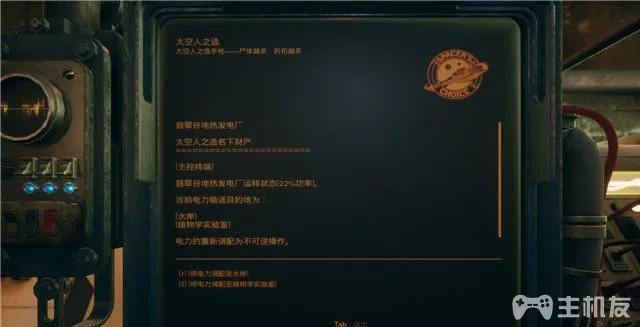 太空人之选
太空人之选手枪——尸体越多，折扣越多
SPACER'S
CHOICE
翡翠谷地热发电厂
太空人之选名下财产
==============================
[主控终端]
翡翠谷地热发电厂运转状态[22%功率]。
当前电力输送目的地为：
[水岸]
[植物学实验室]
电力的重新调配为不可逆操作。
[1] [将电力调配至水岸]
[2] [将电力调配至植物学实验室]
Tab 退出
主机友